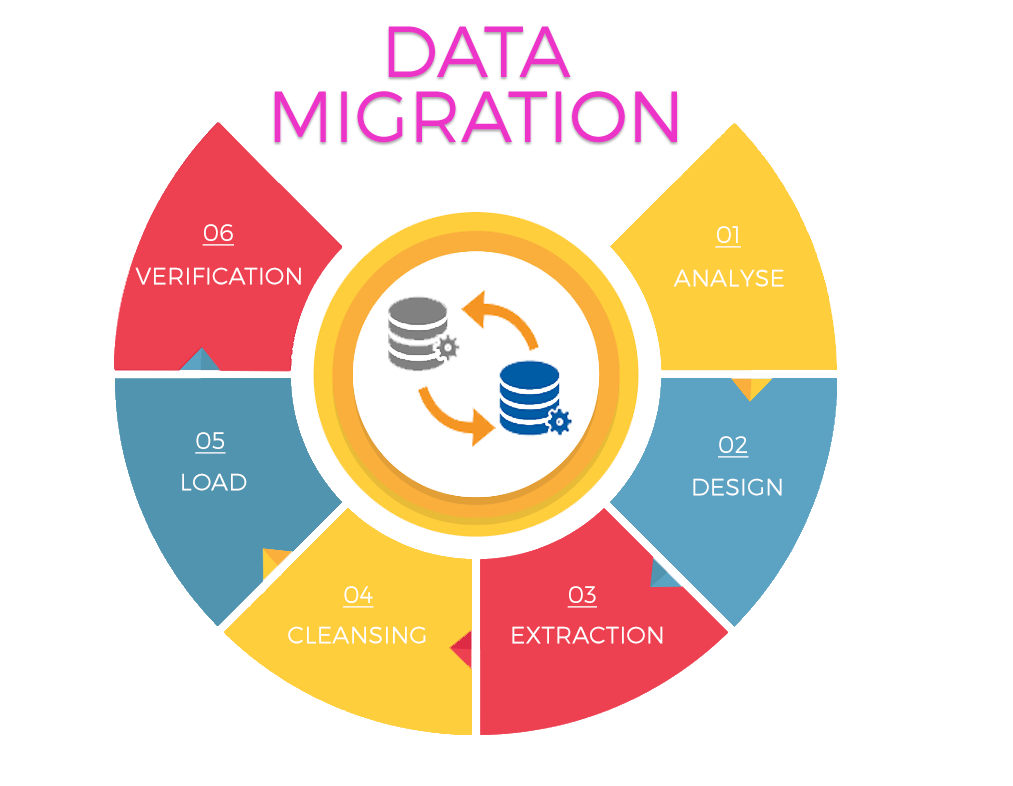 DATA
MIGRATION
01
ANALYSE
02
DESIGN
03
EXTRACTION
04
CLEANSING
05
LOAD
06
VERIFICATION